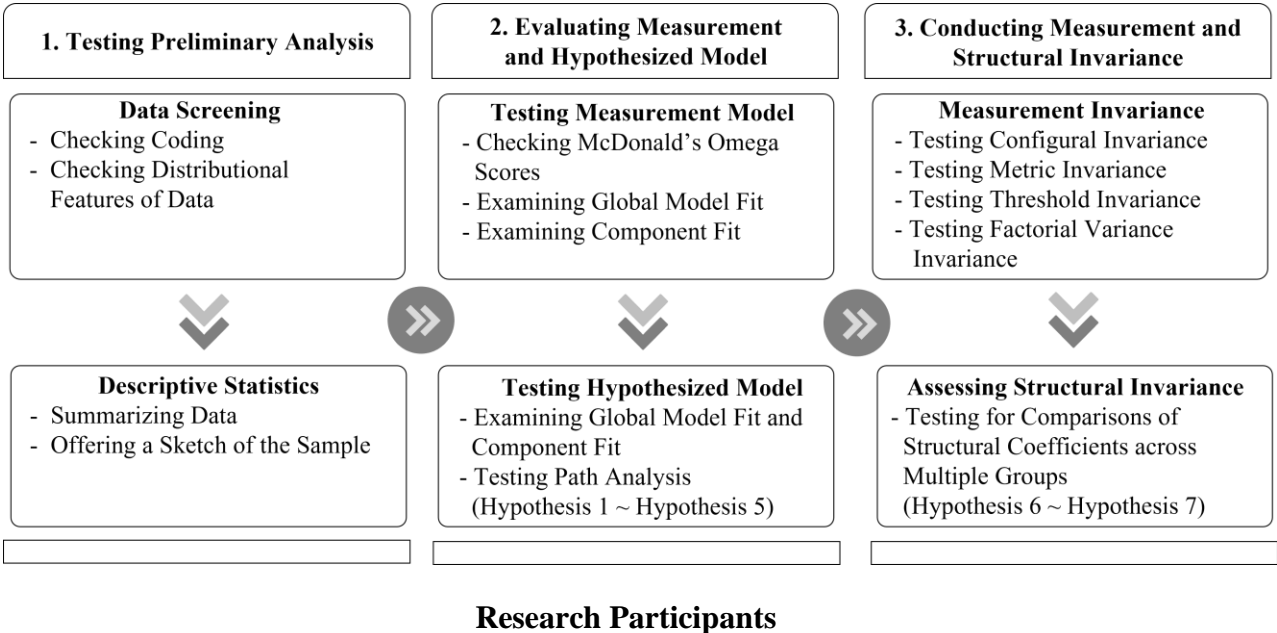 1. Testing Preliminary Analysis
Data Screening
- Checking Coding
- Checking Distributional
Features of Data
Descriptive Statistics
- Summarizing Data
- Offering a Sketch of the Sample
2. Evaluating Measurement
and Hypothesized Model
Testing Measurement Model
- Checking McDonald's Omega
Scores
- Examining Global Model Fit
- Examining Component Fit
Testing Hypothesized Model
- Examining Global Model Fit and
Component Fit
- Testing Path Analysis
(Hypothesis 1 ~ Hypothesis 5)
3. Conducting Measurement and
Structural Invariance
Measurement Invariance
- Testing Configural Invariance
- Testing Metric Invariance
- Testing Threshold Invariance
- Testing Factorial Variance
Invariance
Assessing Structural Invariance
- Testing for Comparisons of
Structural Coefficients across
Multiple Groups
(Hypothesis 6 ~ Hypothesis 7)
Research Participants